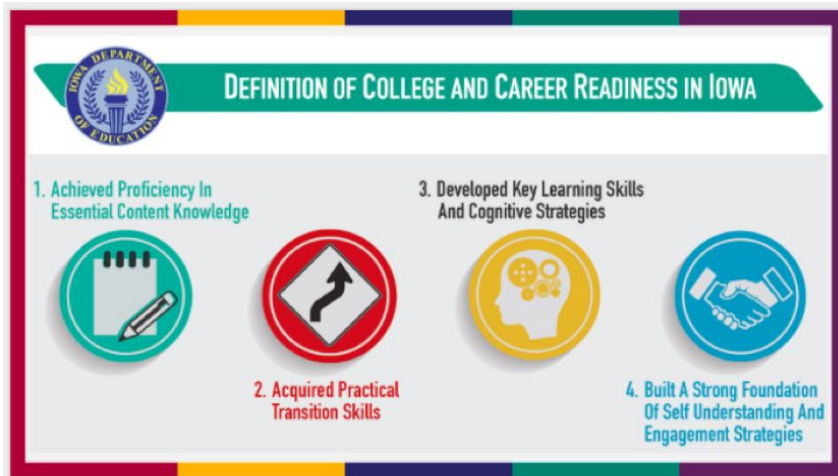 IOWA DEPARTMENT
OF EDUCATION
DEFINITION OF COLLEGE AND CAREER READINESS IN IOWA
1. ACHIEVED PROFICIENCY IN
ESSENTIAL CONTENT KNOWLEDGE
2. ACQUIRED PRACTICAL
TRANSITION SKILLS
3. DEVELOPED KEY LEARNING SKILLS
AND COGNITIVE STRATEGIES
4. BUILT A STRONG FOUNDATION
OF SELF UNDERSTANDING AND
ENGAGEMENT STRATEGIES